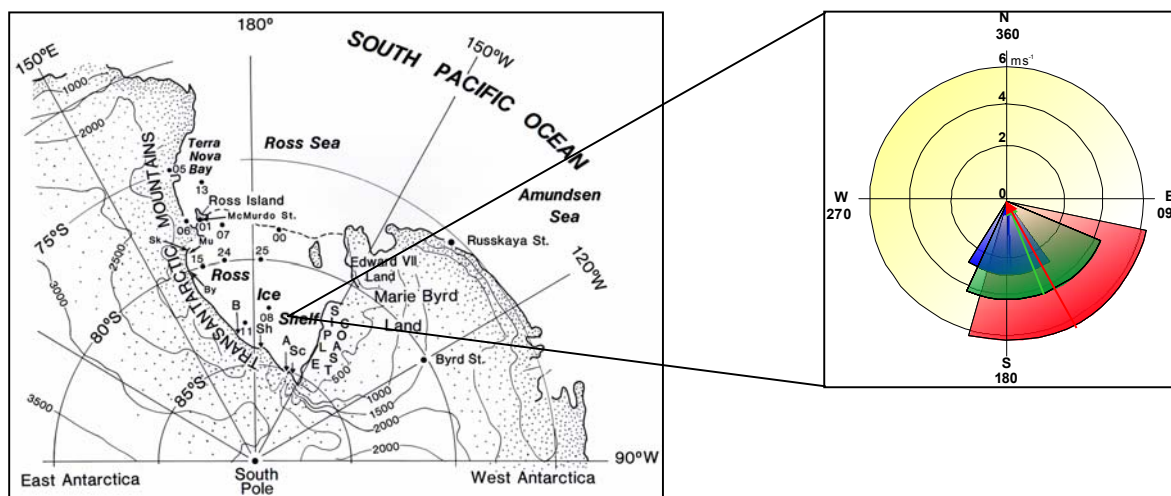 180º
150ºE
150ºW
SOUTH PACIFIC OCEAN
1000
2000
Ross Sea
Terra
Nova
Bay
05
13
Amundsen
Sea
MOUNTAINS
Ross Island
McMurdo St.
01
06
07
00
Russkaya St.
75ºS
Sk
Mu
24
25
15
Ross
Edward VII
Land
120ºW
2500
By
Ice
Marie Byrd
Land
3000
B
08
Shelf
11
Sh
SIPLE
COAST
80ºS
TRANSANTARCTIC
A
Sc
Byrd St.
500
85ºS
1000
1500
2000
3500
2000
90ºW
East Antarctica
South
Pole
West Antarctica
N
360
6
ms-1
4
2
0
W
270
E
09
S
180